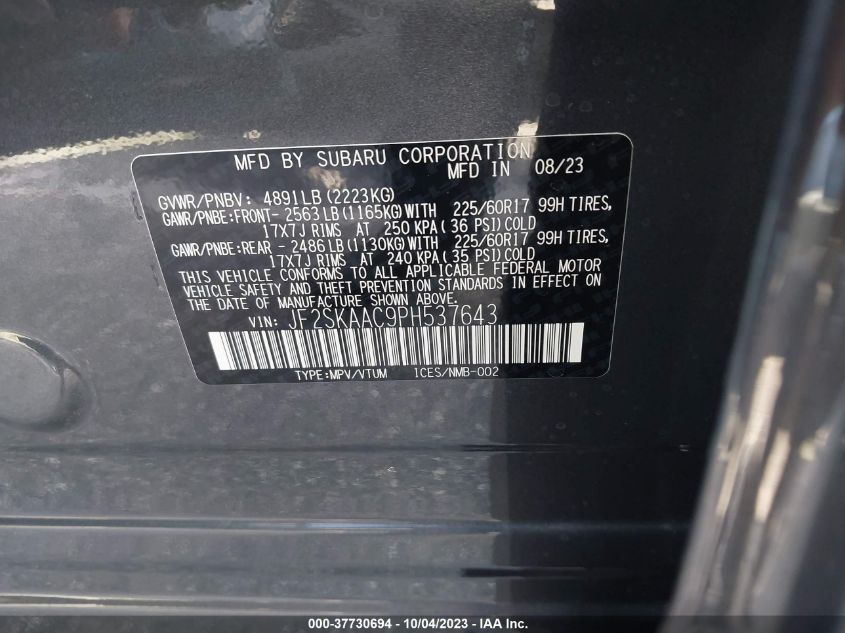 MFD BY SUBARU CORPORATION
MFD IN 08/23
GVWR/PNBV: 4891LB(2223KG)
GAWR/PNBE:FRONT- 2563LB(1165KG)WITH 225/60R17 99H TIRES,
17X7J RIMS AT 250 KPA(36 PSI)COLD
GAWR/PNBE:REAR - 2486LB(1130KG)WITH 225/60R17 99H TIRES,
17X7J RIMS AT 240 KPA(35 PSI)COLD
THIS VEHICLE CONFORMS TO ALL APPLICABLE FEDERAL MOTOR
VEHICLE SAFETY AND THEFT PREVENTION STANDARDS IN EFFECT ON
THE DATE OF MANUFACTURE SHOWN ABOVE.
VIN: JF2SKAAC9PH537643
TYPE:MPV/VTUM ICES/NMB-002
000-37730694 - 10/04/2023 - IAA Inc.